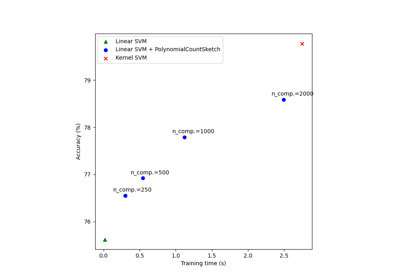 Linear SVM
Linear SVM + PolynomialCountSketch
Kernel SVM
n_comp.=2000
n_comp.=1000
n_comp.=500
n_comp.=250
79
78
77
76
Accuracy (%)
0.0 0.5 1.0 1.5 2.0 2.5
Training time (s)